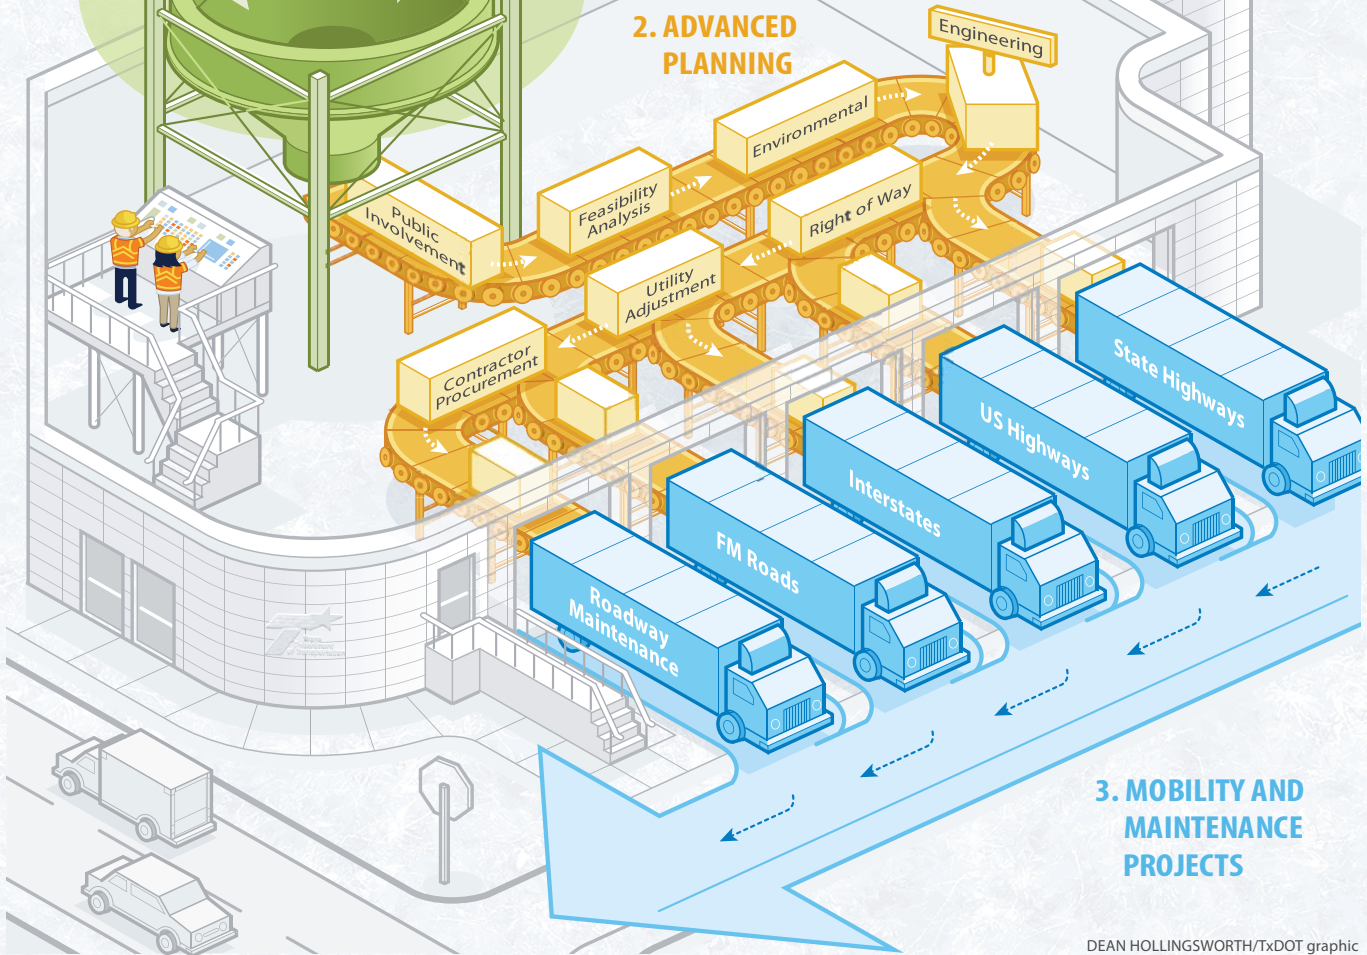 2. ADVANCED
PLANNING
Engineering
Environmental
Feasibility
Analysis
Public
Involvement
Right of Way
Utility
Adjustment
Contractor
Procurement
State Highways
US Highways
Interstates
FM Roads
Roadway
Maintenance
3. MOBILITY AND
MAINTENANCE
PROJECTS
DEAN HOLLINGSWORTH/TxDOT graphic